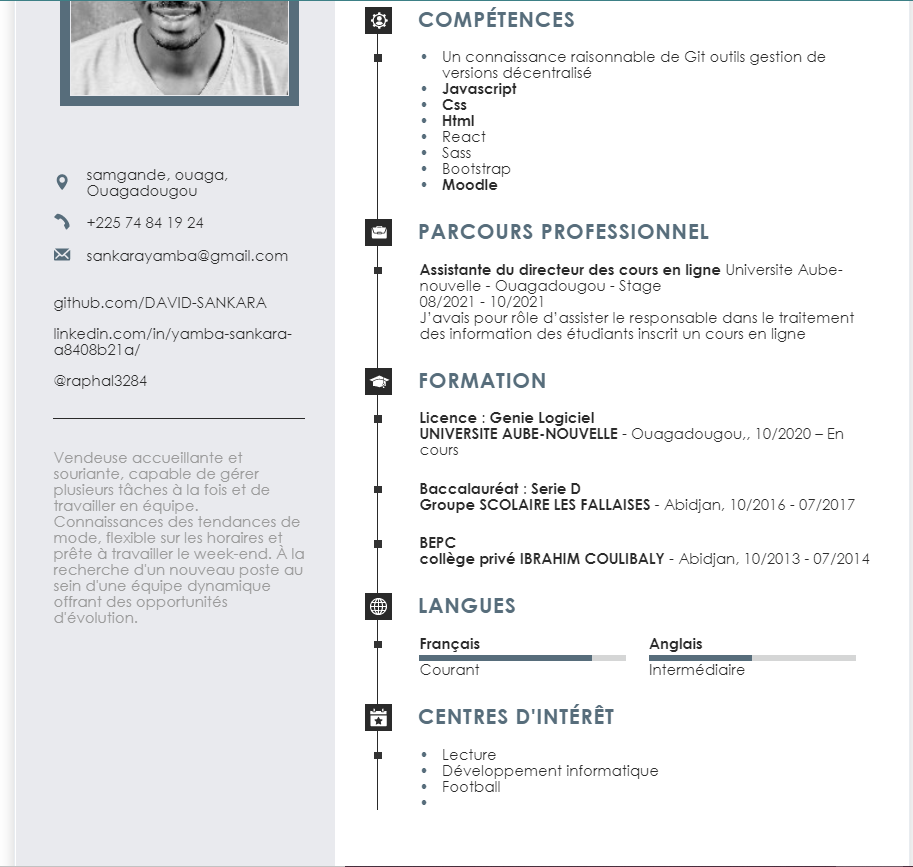 samgande, ouaga,
Ouagadougou
+225 74 84 19 24
sankarayamba@gmail.com
github.com/DAVID-SANKARA
linkedin.com/in/yamba-sankara-
a8408b21a/
@raphal3284
Vendeuse accueillante et
souriante, capable de gérer
plusieurs tâches à la fois et de
travailler en équipe.
Connaissances des tendances de
mode, flexible sur les horaires et
prête à travailler le week-end. À la
recherche d'un nouveau poste au
sein d'une équipe dynamique
offrant des opportunités
d'évolution.
COMPÉTENCES
• Un connaissance raisonnable de Git outils gestion de
versions décentralisé
• Javascript
• Css
• Html
• React
• Sass
• Bootstrap
• Moodle
PARCOURS PROFESSIONNEL
Assistante du directeur des cours en ligne Universite Aube-
nouvelle - Ouagadougou - Stage
08/2021 - 10/2021
J’avais pour rôle d’assister le responsable dans le traitement
des information des étudiants inscrit un cours en ligne
FORMATION
Licence : Genie Logiciel
UNIVERSITE AUBE-NOUVELLE - Ouagadougou,, 10/2020 – En
cours
Baccalauréat : Serie D
Groupe SCOLAIRE LES FALLAISES - Abidjan, 10/2016 - 07/2017
BEPC
collège privé IBRAHIM COULIBALY - Abidjan, 10/2013 - 07/2014
LANGUES
Français
Courant
Anglais
Intermédiaire
CENTRES D'INTÉRÊT
• Lecture
• Développement informatique
• Football
•